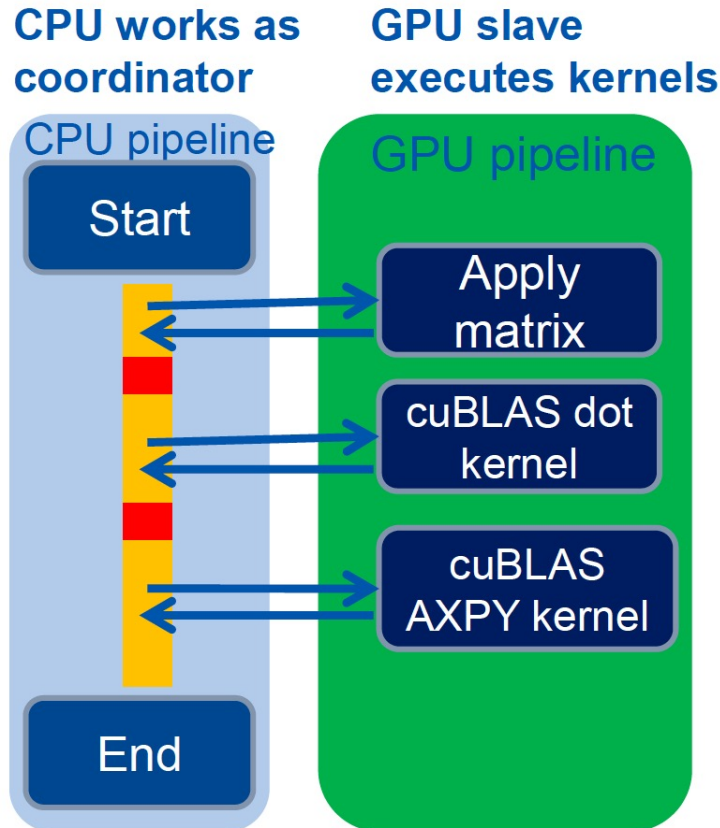 CPU works as
coordinator
GPU slave
executes kernels
CPU pipeline
GPU pipeline
Start
Apply
matrix
cuBLAS dot
kernel
cuBLAS
AXPY kernel
End